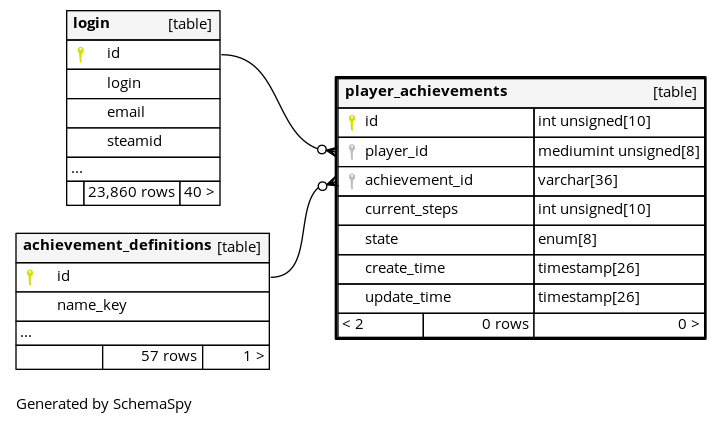 login [table]
id
login
email
steamid
...
23,860 rows 40 >
player_achievements [table]
id int unsigned[10]
player_id mediumint unsigned[8]
achievement_id varchar[36]
current_steps int unsigned[10]
state enum[8]
create_time timestamp[26]
update_time timestamp[26]
< 2 0 rows 0 >
achievement_definitions [table]
id
name_key
...
57 rows 1 >
Generated by SchemaSpy